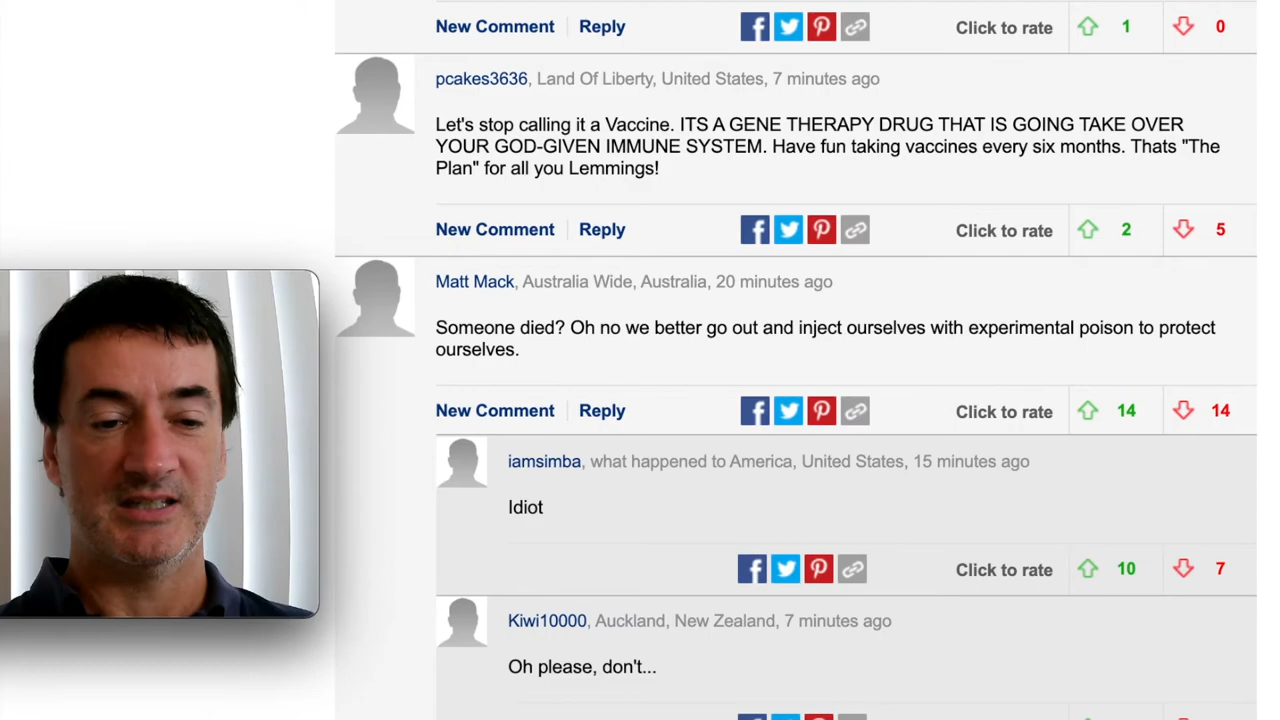 New Comment Reply Click to rate 1 0
pcakes3636, Land Of Liberty, United States, 7 minutes ago
Let's stop calling it a Vaccine. ITS A GENE THERAPY DRUG THAT IS GOING TAKE OVER
YOUR GOD-GIVEN IMMUNE SYSTEM. Have fun taking vaccines every six months. Thats "The
Plan" for all you Lemmings!
New Comment Reply Click to rate 2 5
Matt Mack, Australia Wide, Australia, 20 minutes ago
Someone died? Oh no we better go out and inject ourselves with experimental poison to protect
ourselves.
New Comment Reply Click to rate 14 14
iamsimba, what happened to America, United States, 15 minutes ago
Idiot
Click to rate 10 7
Kiwi10000, Auckland, New Zealand, 7 minutes ago
Oh please, don't...